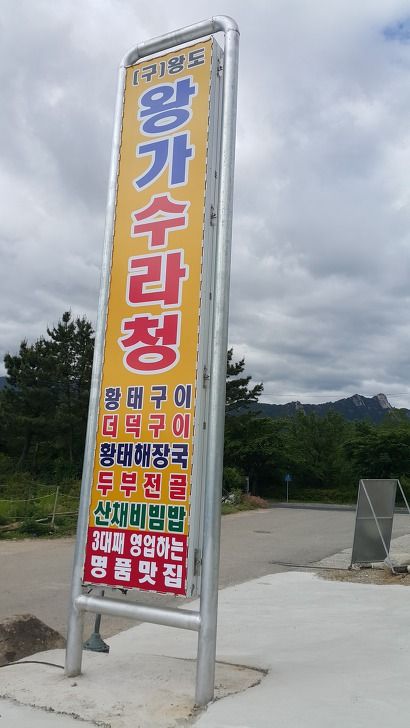 (구)왕도
왕가수라청
황태구이
더덕구이
황태해장국
두부전골
산채비빔밥
3대째 영업하는
명품맛집